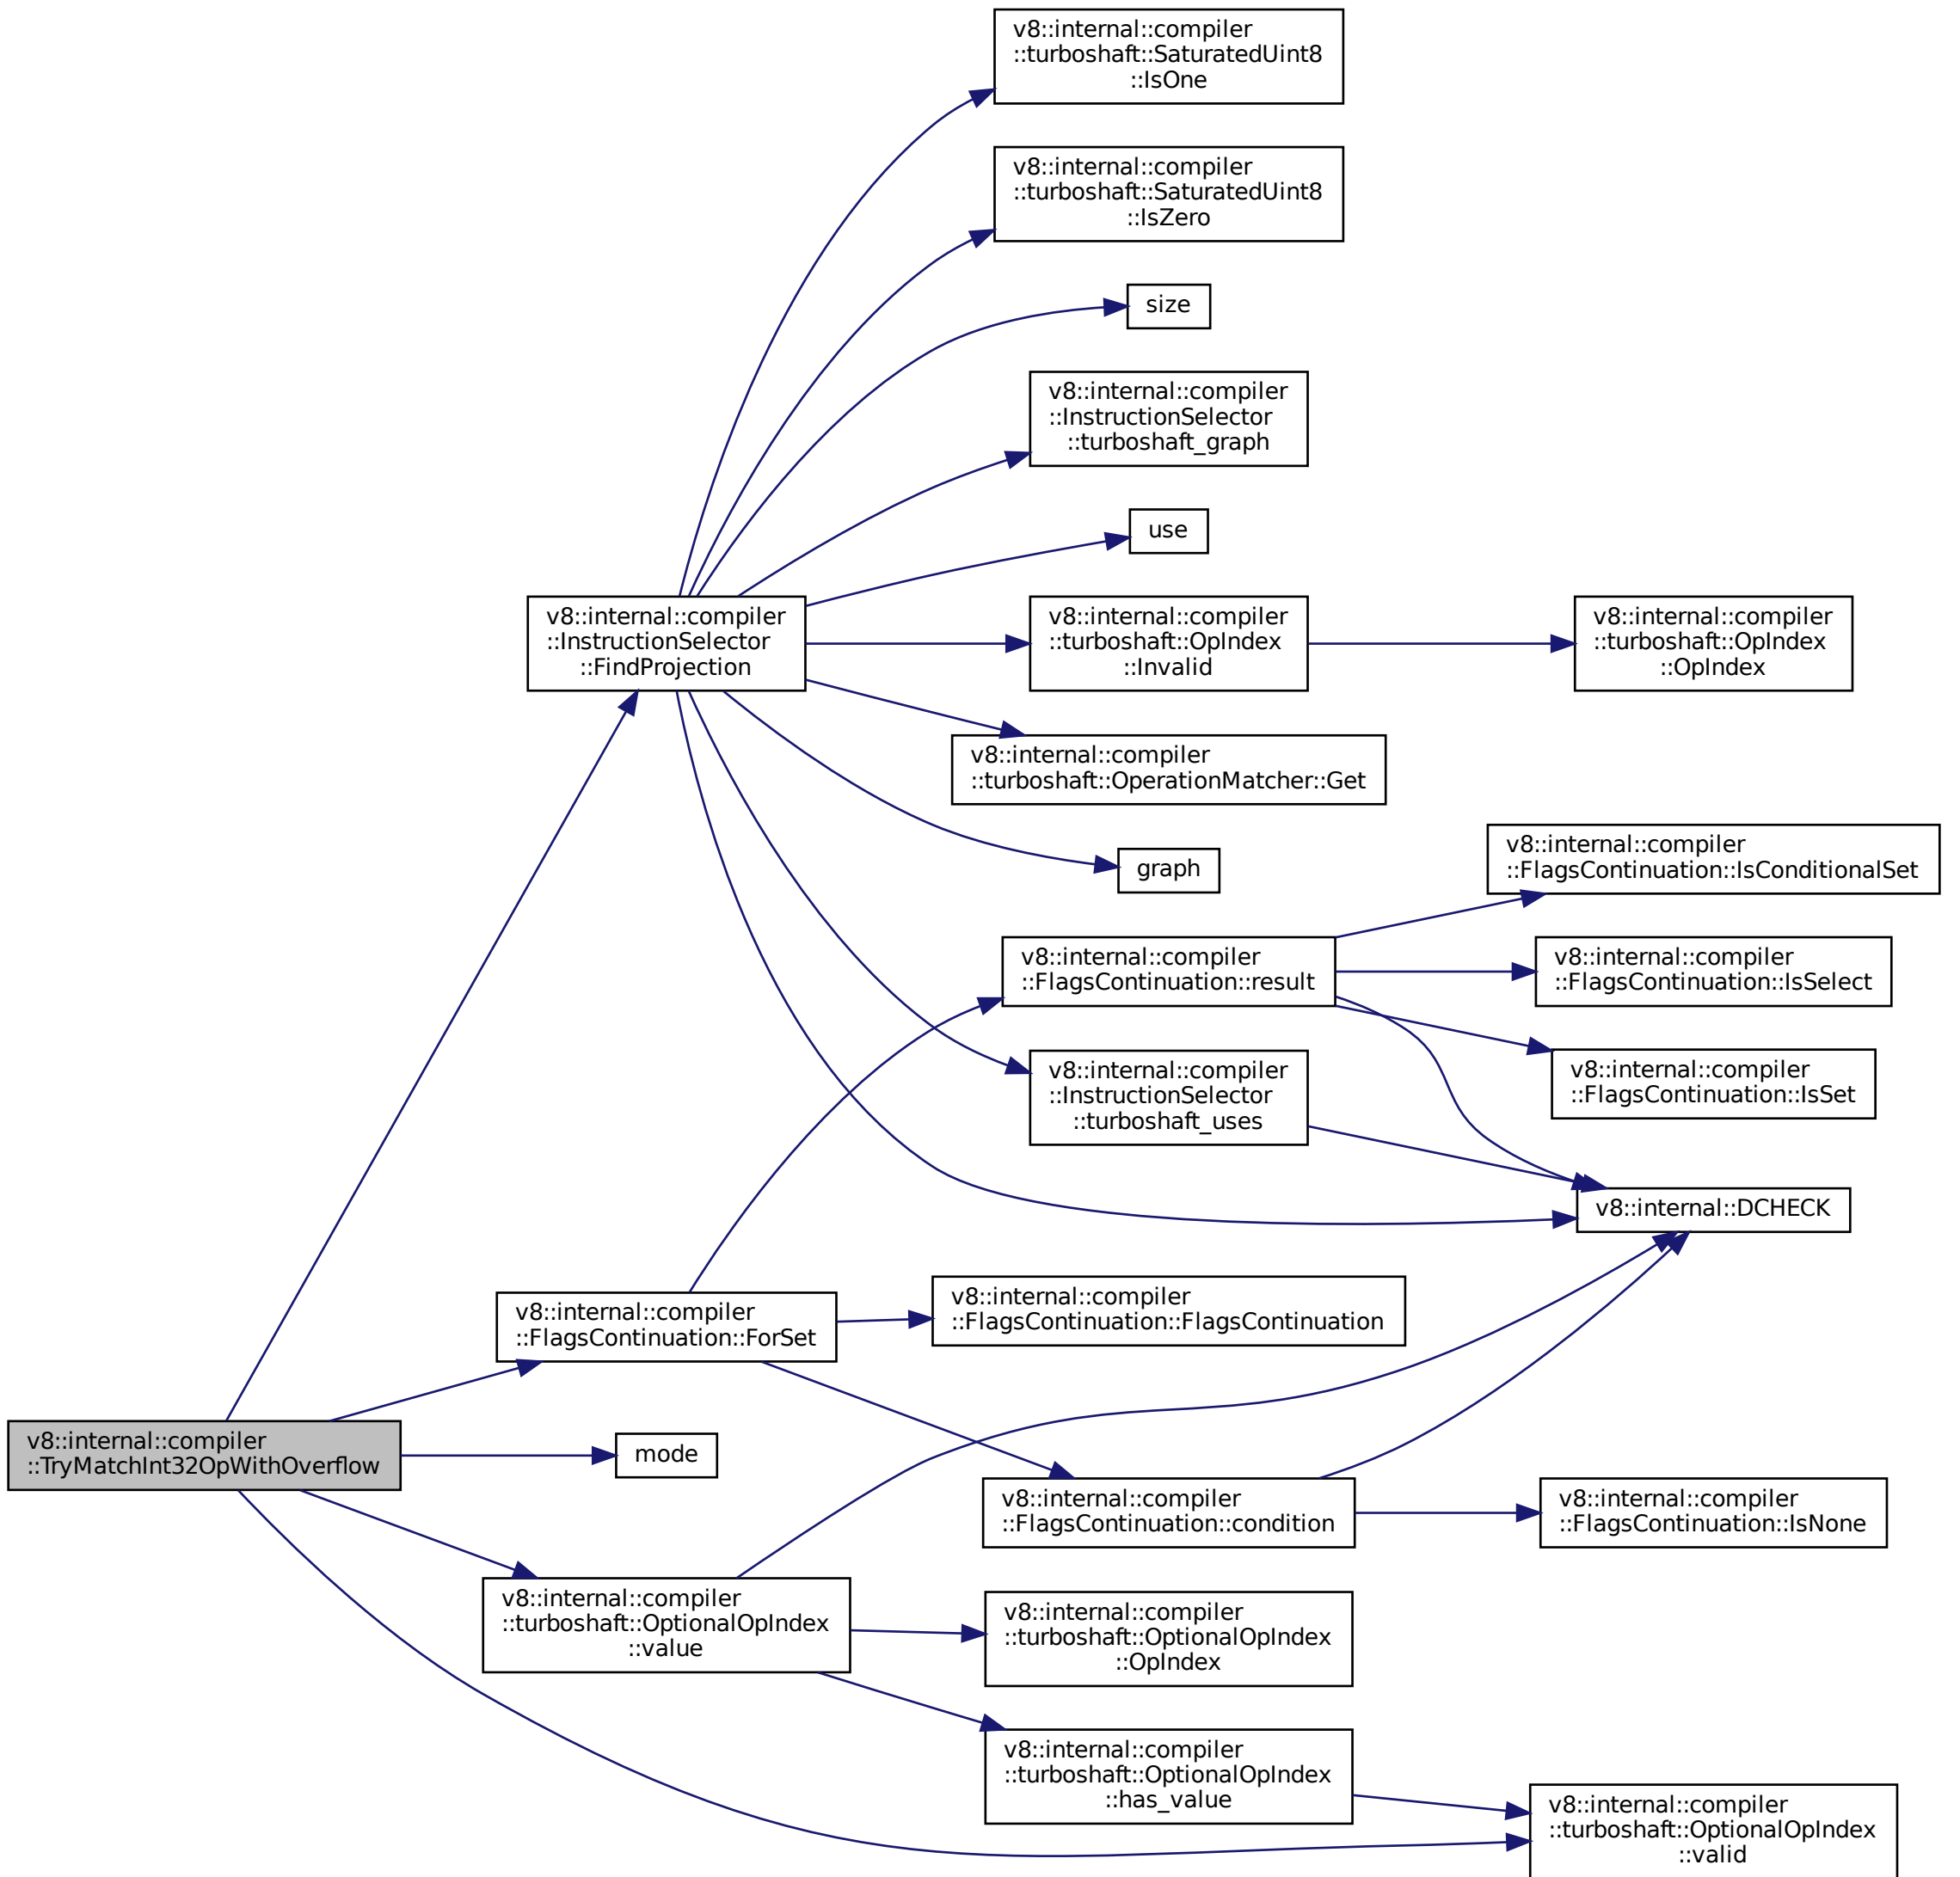 v8::internal::compiler
::turboshaft::SaturatedUint8
::IsOne
v8::internal::compiler
::turboshaft::SaturatedUint8
::IsZero
size
v8::internal::compiler
::InstructionSelector
::turboshaft_graph
use
v8::internal::compiler
::InstructionSelector
::FindProjection
v8::internal::compiler
::turboshaft::OpIndex
::Invalid
v8::internal::compiler
::turboshaft::OpIndex
::OpIndex
v8::internal::compiler
::turboshaft::OperationMatcher::Get
graph
v8::internal::compiler
::FlagsContinuation::IsConditionalSet
v8::internal::compiler
::FlagsContinuation::result
v8::internal::compiler
::FlagsContinuation::IsSelect
v8::internal::compiler
::InstructionSelector
::turboshaft_uses
v8::internal::compiler
::FlagsContinuation::IsSet
v8::internal::DCHECK
v8::internal::compiler
::FlagsContinuation::ForSet
v8::internal::compiler
::FlagsContinuation::FlagsContinuation
v8::internal::compiler
::TryMatchInt32OpWithOverflow
mode
v8::internal::compiler
::FlagsContinuation::condition
v8::internal::compiler
::FlagsContinuation::IsNone
v8::internal::compiler
::turboshaft::OptionalOpIndex
::value
v8::internal::compiler
::turboshaft::OptionalOpIndex
::OpIndex
v8::internal::compiler
::turboshaft::OptionalOpIndex
::has_value
v8::internal::compiler
::turboshaft::OptionalOpIndex
::valid